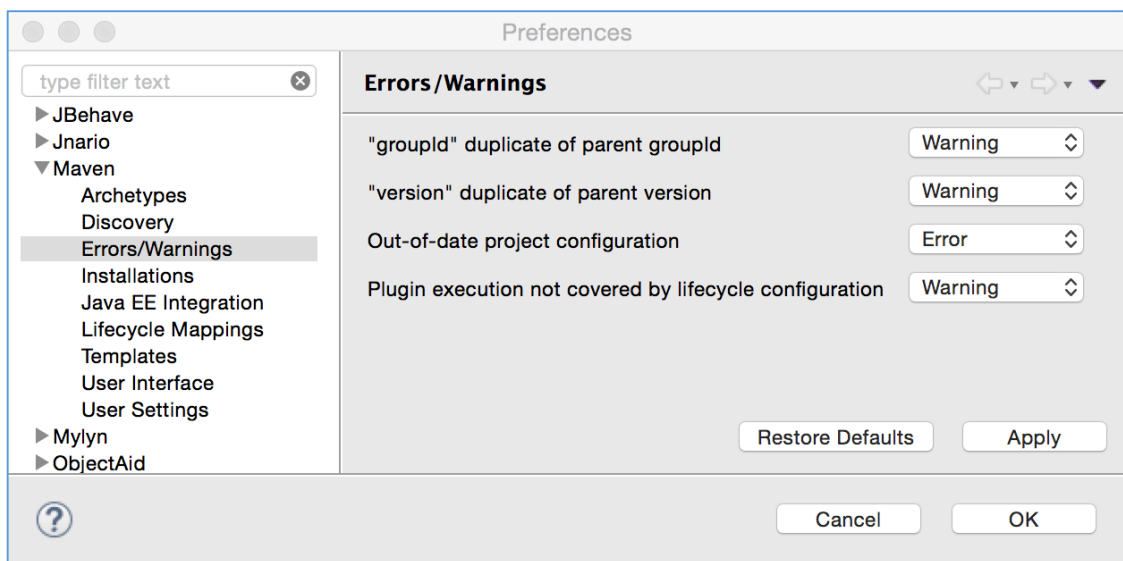 Preferences
type filter text
JBehave
Jnario
Maven
Archetypes
Discovery
Errors/Warnings
Installations
Java EE Integration
Lifecycle Mappings
Templates
User Interface
User Settings
Mylyn
ObjectAid
Errors/Warnings
"groupId" duplicate of parent groupId Warning
"version" duplicate of parent version Warning
Out-of-date project configuration Error
Plugin execution not covered by lifecycle configuration Warning
Restore Defaults Apply
? Cancel OK